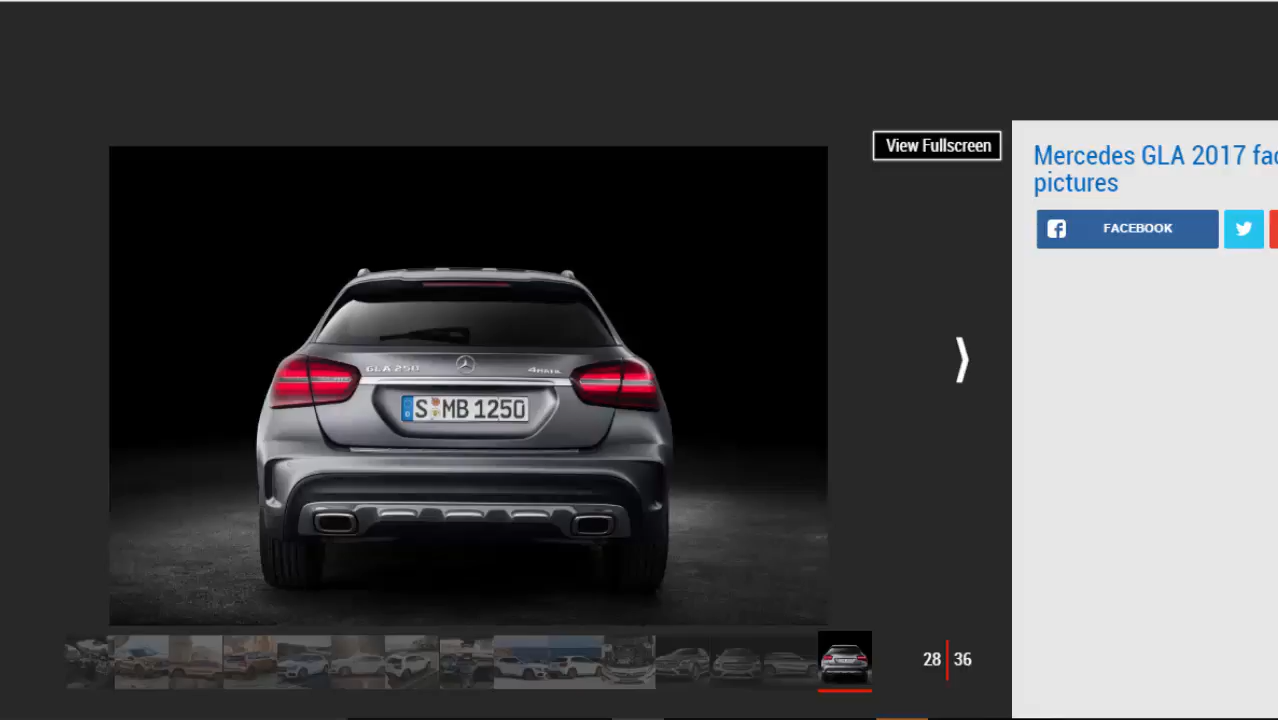 View Fullscreen
Mercedes GLA 2017 fac
pictures
FACEBOOK
GLA 250
4MATIC
S MB 1250
28 36